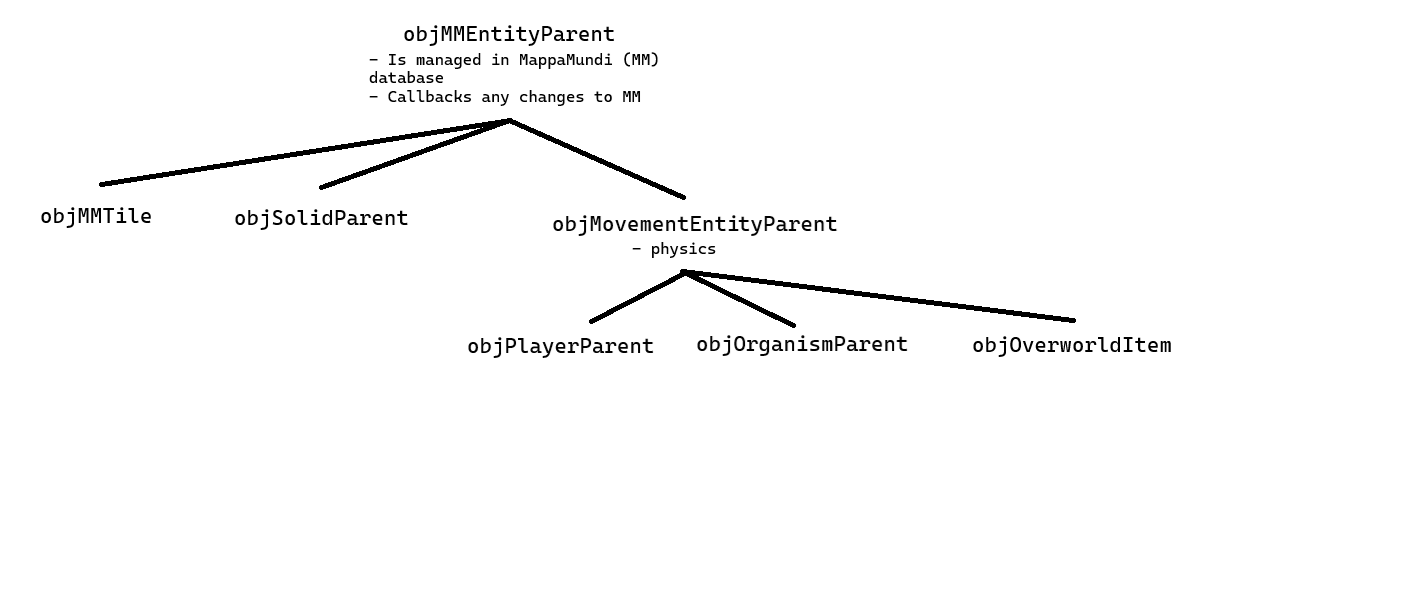 objMMEntityParent
- Is managed in MappaMundi (MM)
database
- Callbacks any changes to MM
objMMTile
objSolidParent
objMovementEntityParent
- physics
objPlayerParent
objOrganismParent
objOverworldItem